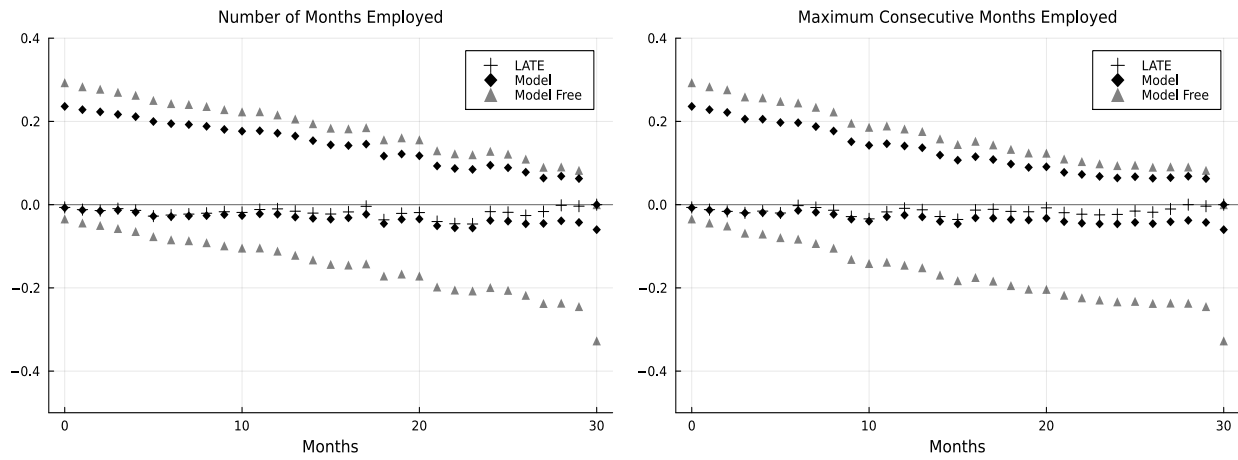 Number of Months Employed
0.4
0.2
0.0
−0.2
−0.4
LATE
Model
Model Free
0
10
20
30
Months
Maximum Consecutive Months Employed
0.4
0.2
0.0
−0.2
−0.4
LATE
Model
Model Free
0
10
20
30
Months